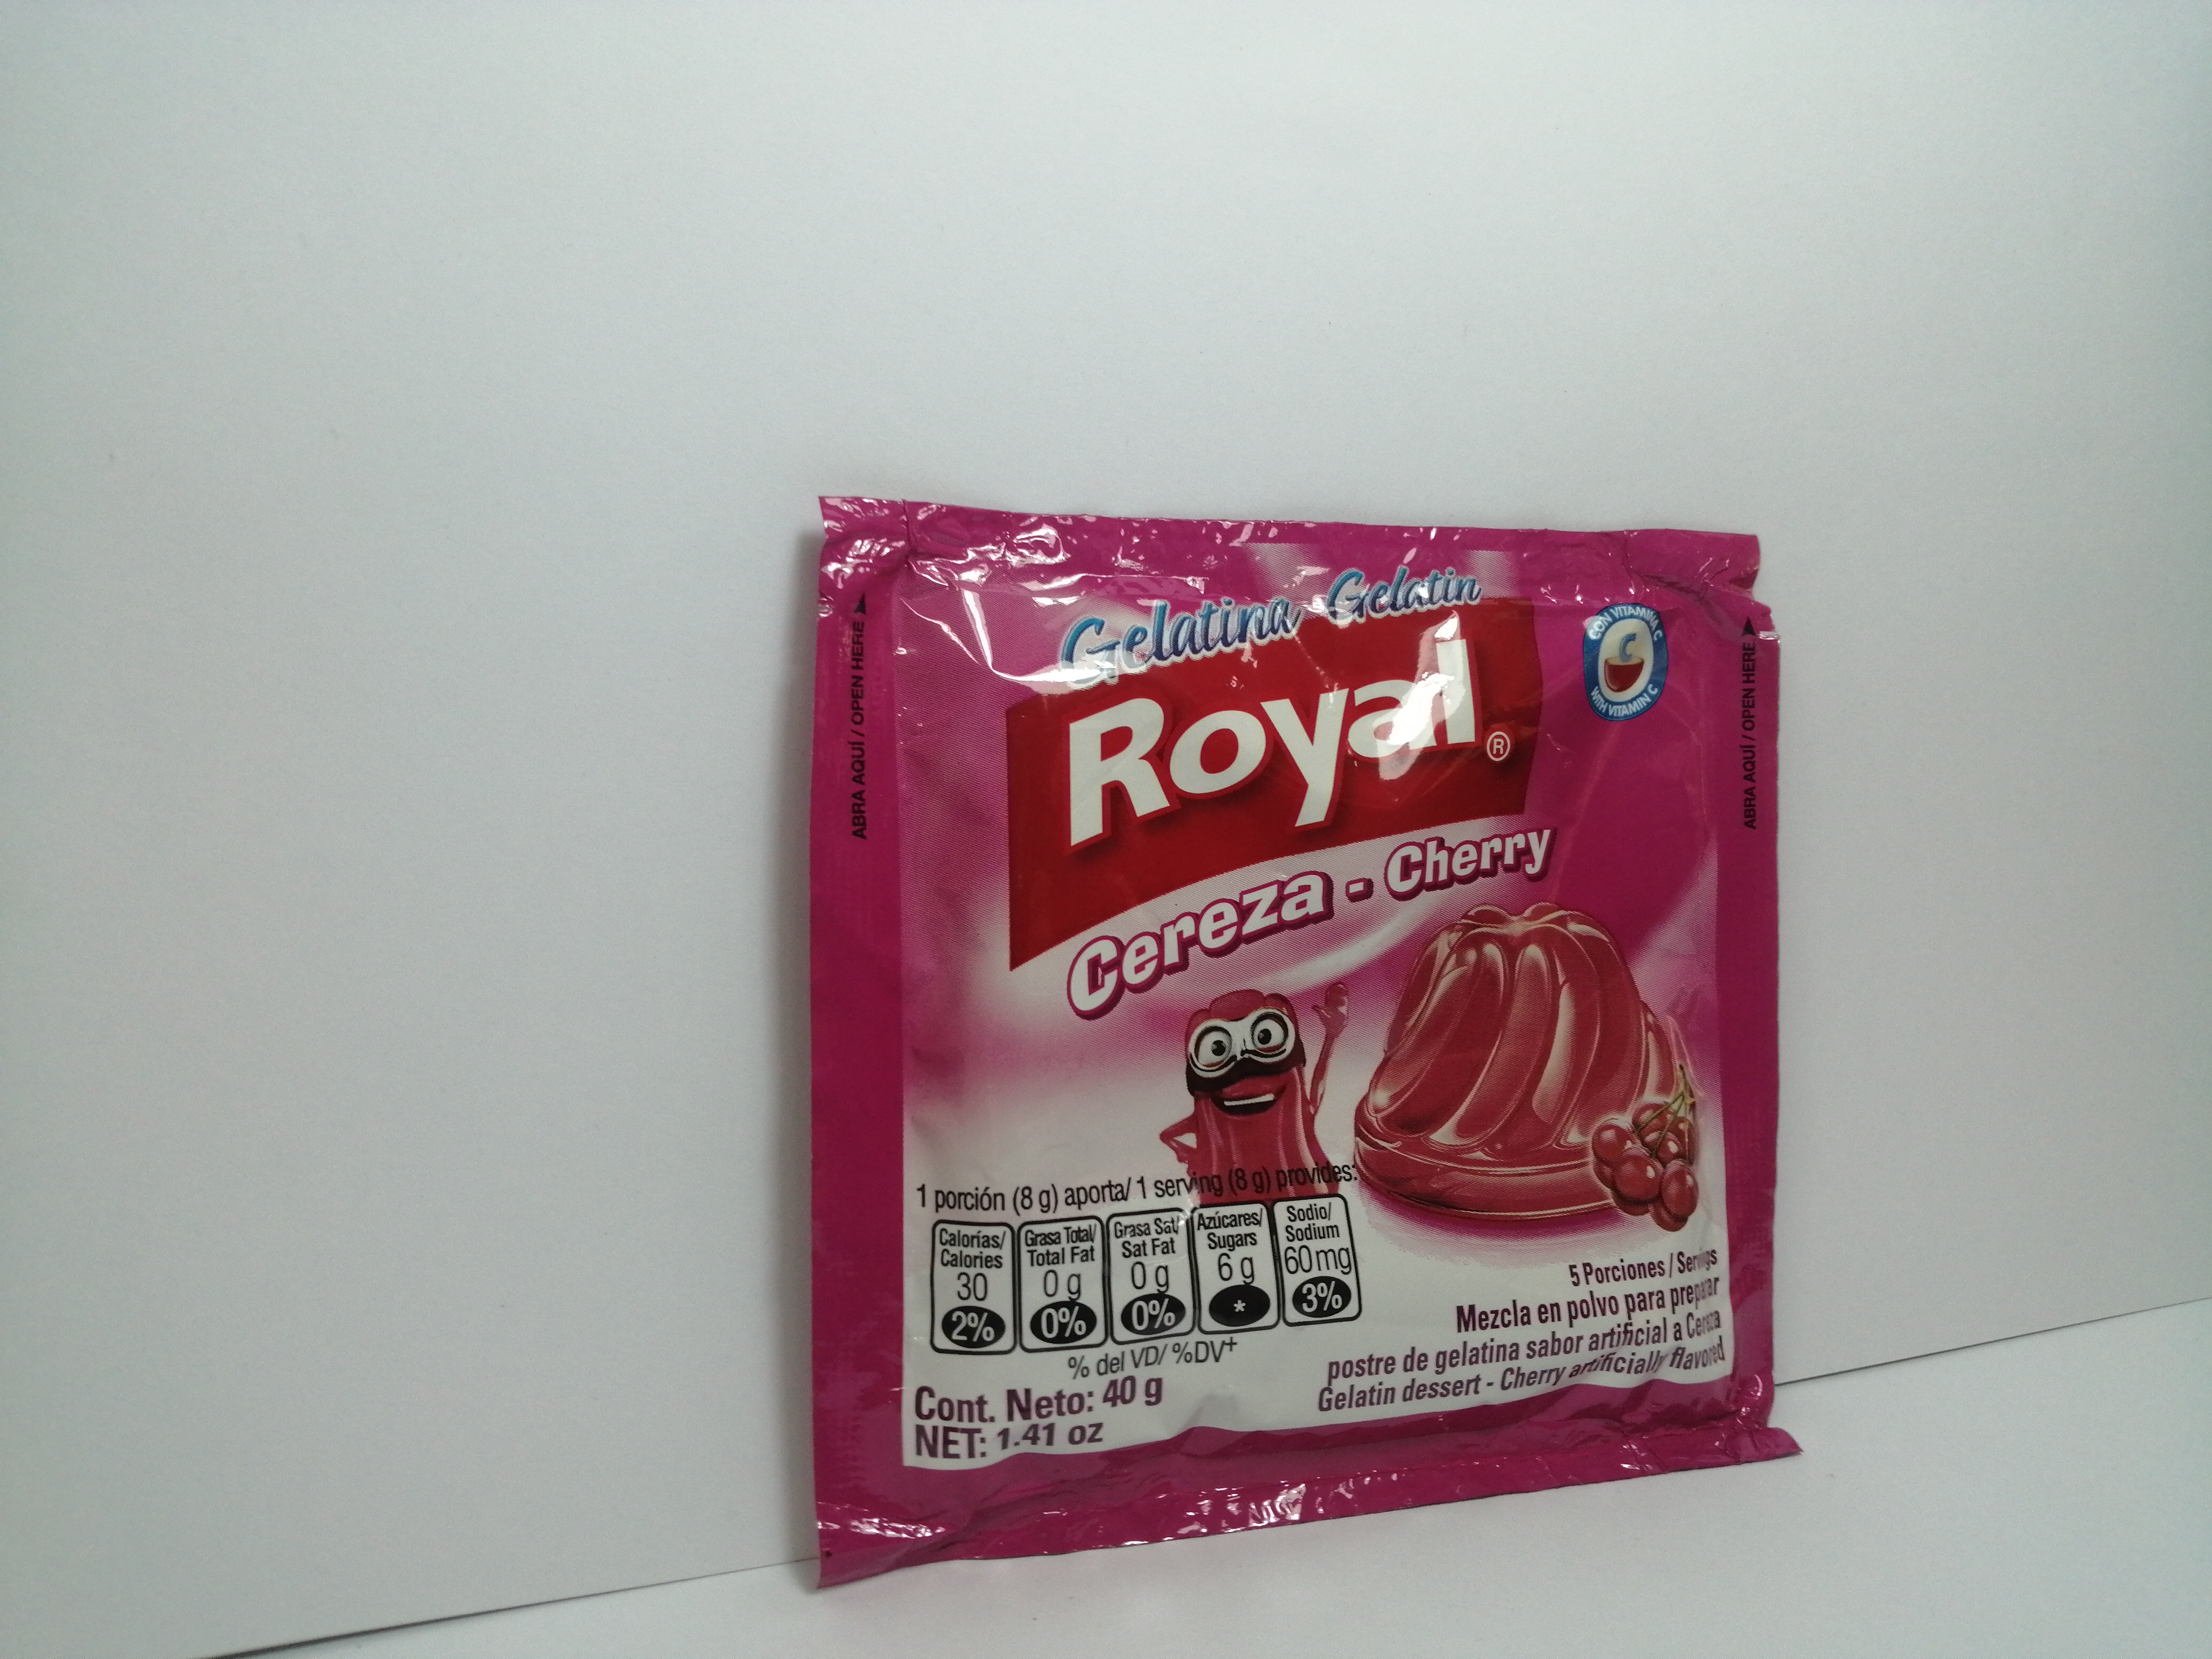 Gelatina Gelatin
Royal®
CON VITAMINA C
C
WITH VITAMIN C
Cereza - Cherry
ABRA AQUÍ / OPEN HERE
ABRA AQUÍ / OPEN HERE
1 porción (8 g) aporta/ 1 serving (8 g) provides:
Calorías/ Calories 30 2%
Grasa Total/ Total Fat 0 g 0%
Grasa Sat/ Sat Fat 0 g 0%
Azúcares/ Sugars 6 g *
Sodio/ Sodium 60 mg 3%
% del VD/ %DV+
Cont. Neto: 40 g
NET: 1.41 oz
5 Porciones / Servings
Mezcla en polvo para preparar
postre de gelatina sabor artificial a Cereza
Gelatin dessert - Cherry artificially flavored